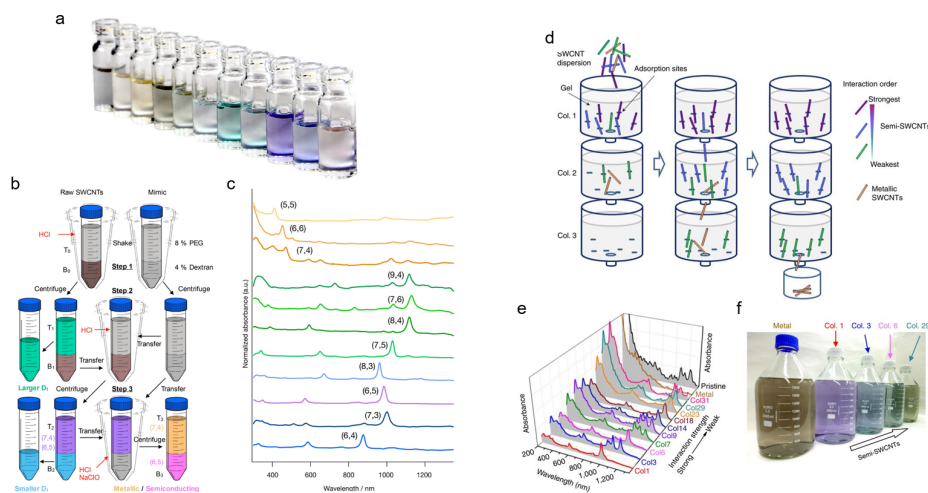 a
b
Raw SWCNTs
Mimic
HCl
T₀
B₀
Shake
8 % PEG
4 % Dextran
Step 1
Centrifuge
Centrifuge
Step 2
T₁
HCl
B₁
Transfer
Transfer
Larger D₁
Centrifuge
Step 3
Transfer
T₂
(7,4)
(6,5)
Transfer
B₂
T₃
(7,4)
Centrifuge
(6,5)
B₃
HCl
NaClO
Smaller D₁
Metallic / Semiconducting
c
Normalized absorbance (a.u.)
(5,5)
(6,6)
(7,4)
(9,4)
(7,6)
(8,4)
(7,5)
(8,3)
(6,5)
(7,3)
(6,4)
400
600
800
1000
1200
Wavelength / nm
d
SWCNT
dispersion
Adsorption sites
Gel
Col. 1
Col. 2
Col. 3
Interaction order
Strongest
Semi-SWCNTs
Weakest
Metallic
SWCNTs
e
Absorbance
Absorbance
Pristine
Metal
Col31
Col29
Col23
Col18
Col14
Col9
Col7
Col6
Col3
Col1
Interaction strength
Strong
Weak
200
400
600
800
1,000
1,200
Wavelength (nm)
f
Metal
Col. 1
Col. 3
Col. 6
Col. 29
Semi-SWCNTs